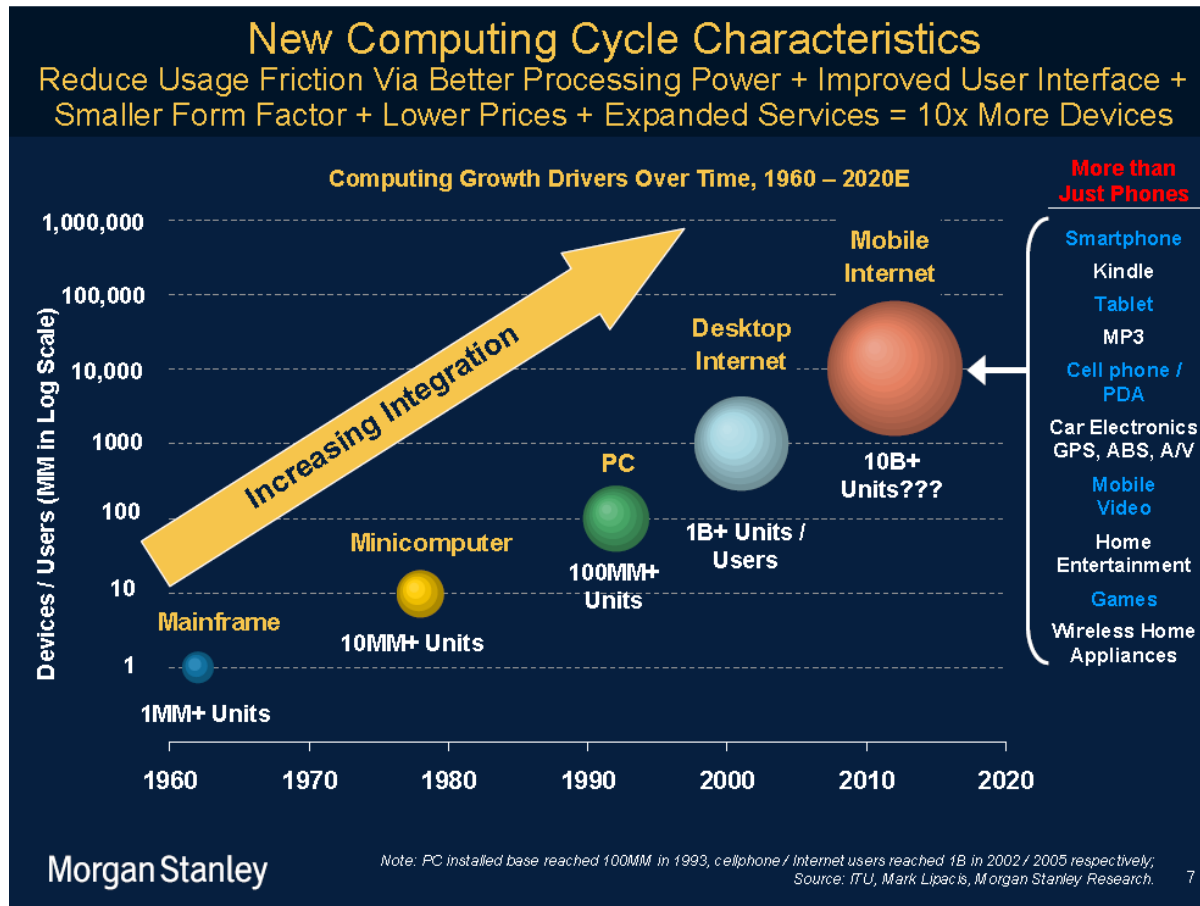 New Computing Cycle Characteristics
Reduce Usage Friction Via Better Processing Power + Improved User Interface +
Smaller Form Factor + Lower Prices + Expanded Services = 10x More Devices
Computing Growth Drivers Over Time, 1960 – 2020E
More than
Just Phones
Devices / Users (MM in Log Scale)
1,000,000
100,000
10,000
1000
100
10
1
Increasing Integration
Mainframe
1MM+ Units
Minicomputer
10MM+ Units
PC
100MM+
Units
Desktop
Internet
1B+ Units /
Users
Mobile
Internet
10B+
Units???
Smartphone
Kindle
Tablet
MP3
Cell phone /
PDA
Car Electronics
GPS, ABS, A/V
Mobile
Video
Home
Entertainment
Games
Wireless Home
Appliances
1960
1970
1980
1990
2000
2010
2020
Morgan Stanley
Note: PC installed base reached 100MM in 1993, cellphone / Internet users reached 1B in 2002 / 2005 respectively;
Source: ITU, Mark Lipacis, Morgan Stanley Research.
7